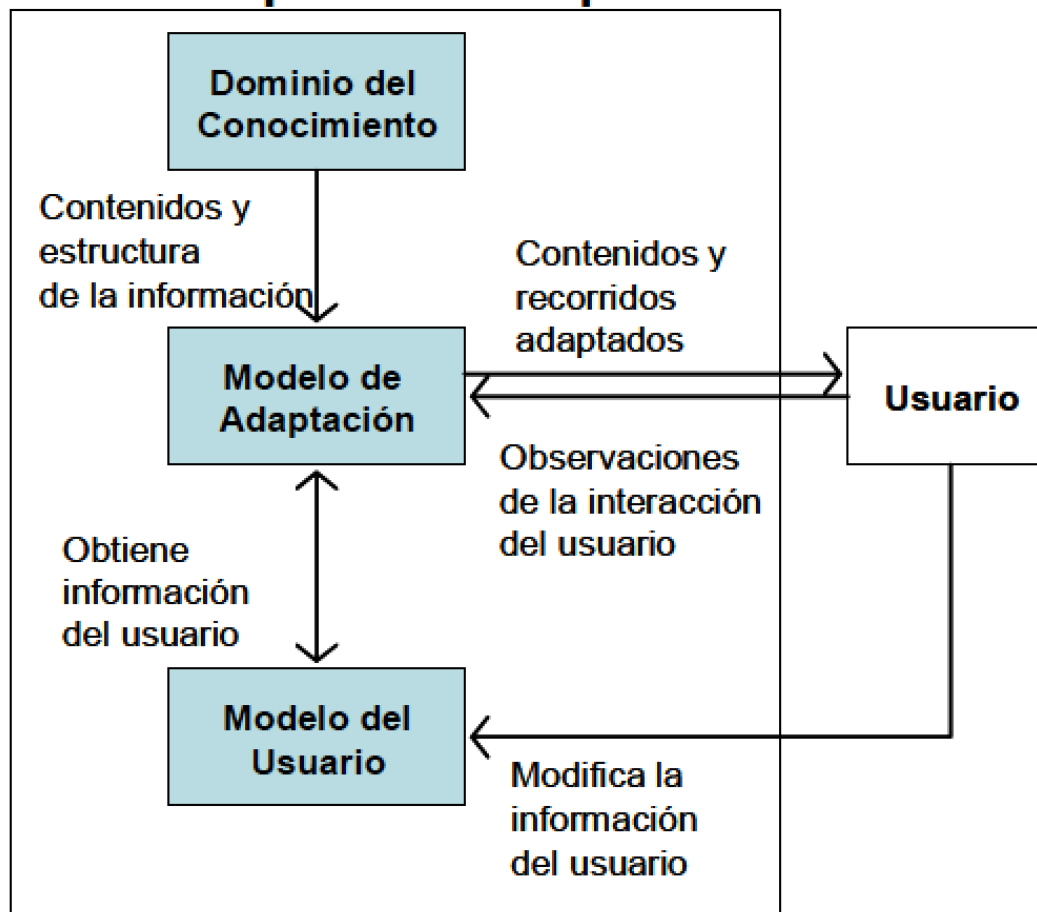 Dominio del
Conocimiento
Contenidos y
estructura
de la información
Contenidos y
recorridos
adaptados
Modelo de
Adaptación
Usuario
Observaciones
de la interacción
del usuario
Obtiene
información
del usuario
Modelo del
Usuario
Modifica la
información
del usuario